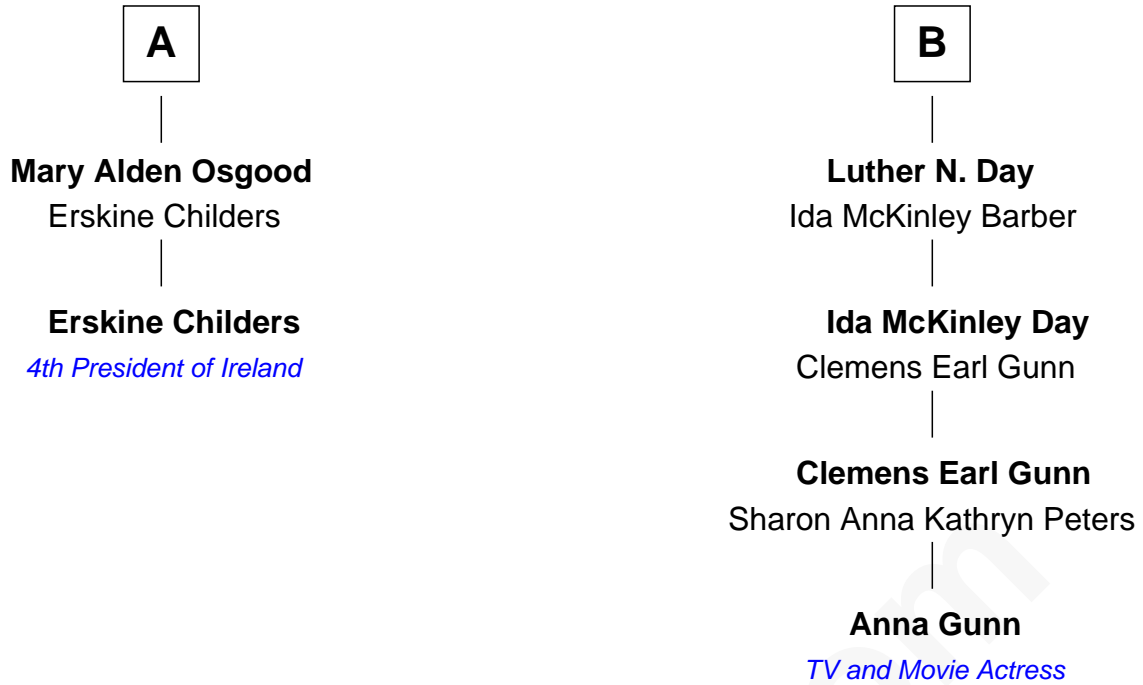 A
Mary Alden Osgood
Erskine Childers
Erskine Childers
4th President of Ireland
B
Luther N. Day
Ida McKinley Barber
Ida McKinley Day
Clemens Earl Gunn
Clemens Earl Gunn
Sharon Anna Kathryn Peters
Anna Gunn
TV and Movie Actress